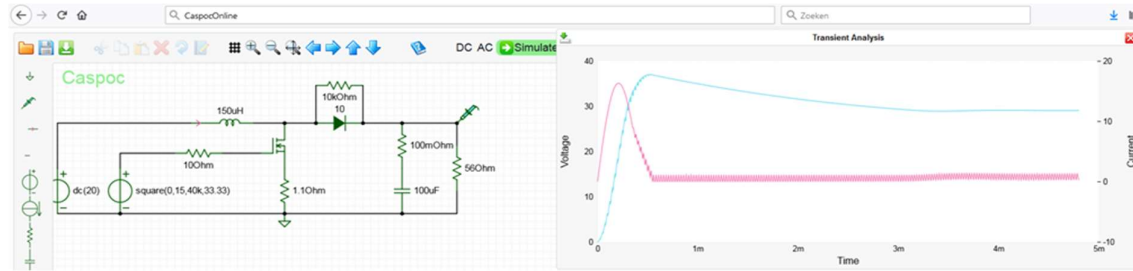 CaspocOnline
Zoeken
DC AC Simulate
Transient Analysis
Caspoc
150uH
10kOhm
10
10Ohm
100mOhm
56Ohm
dc(20)
square(0,15,40k,33.33)
1.1Ohm
100uF
40
30
20
10
0
Voltage
20
10
0
-10
Current
1m
2m
3m
4m
5m
Time